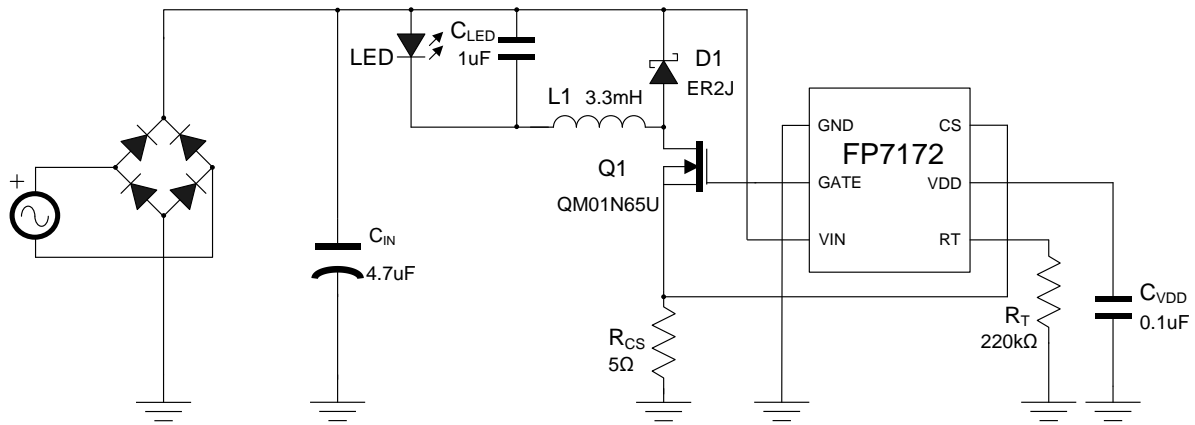 LED
CLED
1uF
D1
ER2J
L1 3.3mH
GND
CS
FP7172
Q1
QM01N65U
GATE
VDD
VIN
RT
+
CIN
4.7uF
RCS
5Ω
RT
220kΩ
CVDD
0.1uF